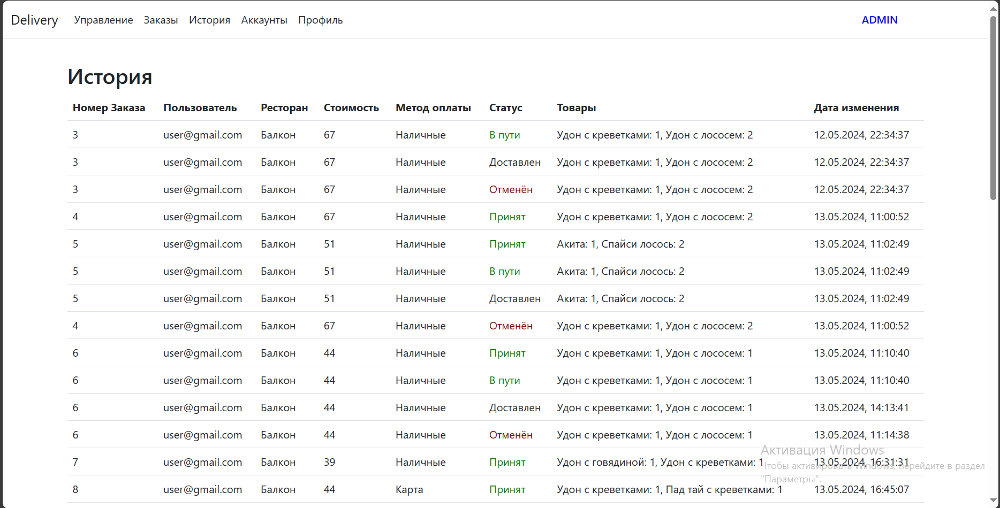 Delivery Управление Заказы История Аккаунты Профиль ADMIN
История
Номер Заказа Пользователь Ресторан Стоимость Метод оплаты Статус Товары Дата изменения
3 user@gmail.com Балкон 67 Наличные В пути Удон с креветками: 1, Удон с лососем: 2 12.05.2024, 22:34:37
3 user@gmail.com Балкон 67 Наличные Доставлен Удон с креветками: 1, Удон с лососем: 2 12.05.2024, 22:34:37
3 user@gmail.com Балкон 67 Наличные Отменён Удон с креветками: 1, Удон с лососем: 2 12.05.2024, 22:34:37
4 user@gmail.com Балкон 67 Наличные Принят Удон с креветками: 1, Удон с лососем: 2 13.05.2024, 11:00:52
5 user@gmail.com Балкон 51 Наличные Принят Акита: 1, Спайси лосось: 2 13.05.2024, 11:02:49
5 user@gmail.com Балкон 51 Наличные В пути Акита: 1, Спайси лосось: 2 13.05.2024, 11:02:49
5 user@gmail.com Балкон 51 Наличные Доставлен Акита: 1, Спайси лосось: 2 13.05.2024, 11:02:49
4 user@gmail.com Балкон 67 Наличные Отменён Удон с креветками: 1, Удон с лососем: 2 13.05.2024, 11:00:52
6 user@gmail.com Балкон 44 Наличные Принят Удон с креветками: 1, Удон с лососем: 1 13.05.2024, 11:10:40
6 user@gmail.com Балкон 44 Наличные В пути Удон с креветками: 1, Удон с лососем: 1 13.05.2024, 11:10:40
6 user@gmail.com Балкон 44 Наличные Доставлен Удон с креветками: 1, Удон с лососем: 1 13.05.2024, 14:13:41
6 user@gmail.com Балкон 44 Наличные Отменён Удон с креветками: 1, Удон с лососем: 1 13.05.2024, 11:14:38
7 user@gmail.com Балкон 39 Наличные Принят Удон с говядиной: 1, Удон с креветками: 1 13.05.2024, 16:31:31
8 user@gmail.com Балкон 44 Карта Принят Удон с креветками: 1, Пад тай с креветками: 1 13.05.2024, 16:45:07
Активация Windows
Чтобы активировать Windows, перейдите в раздел
"Параметры".